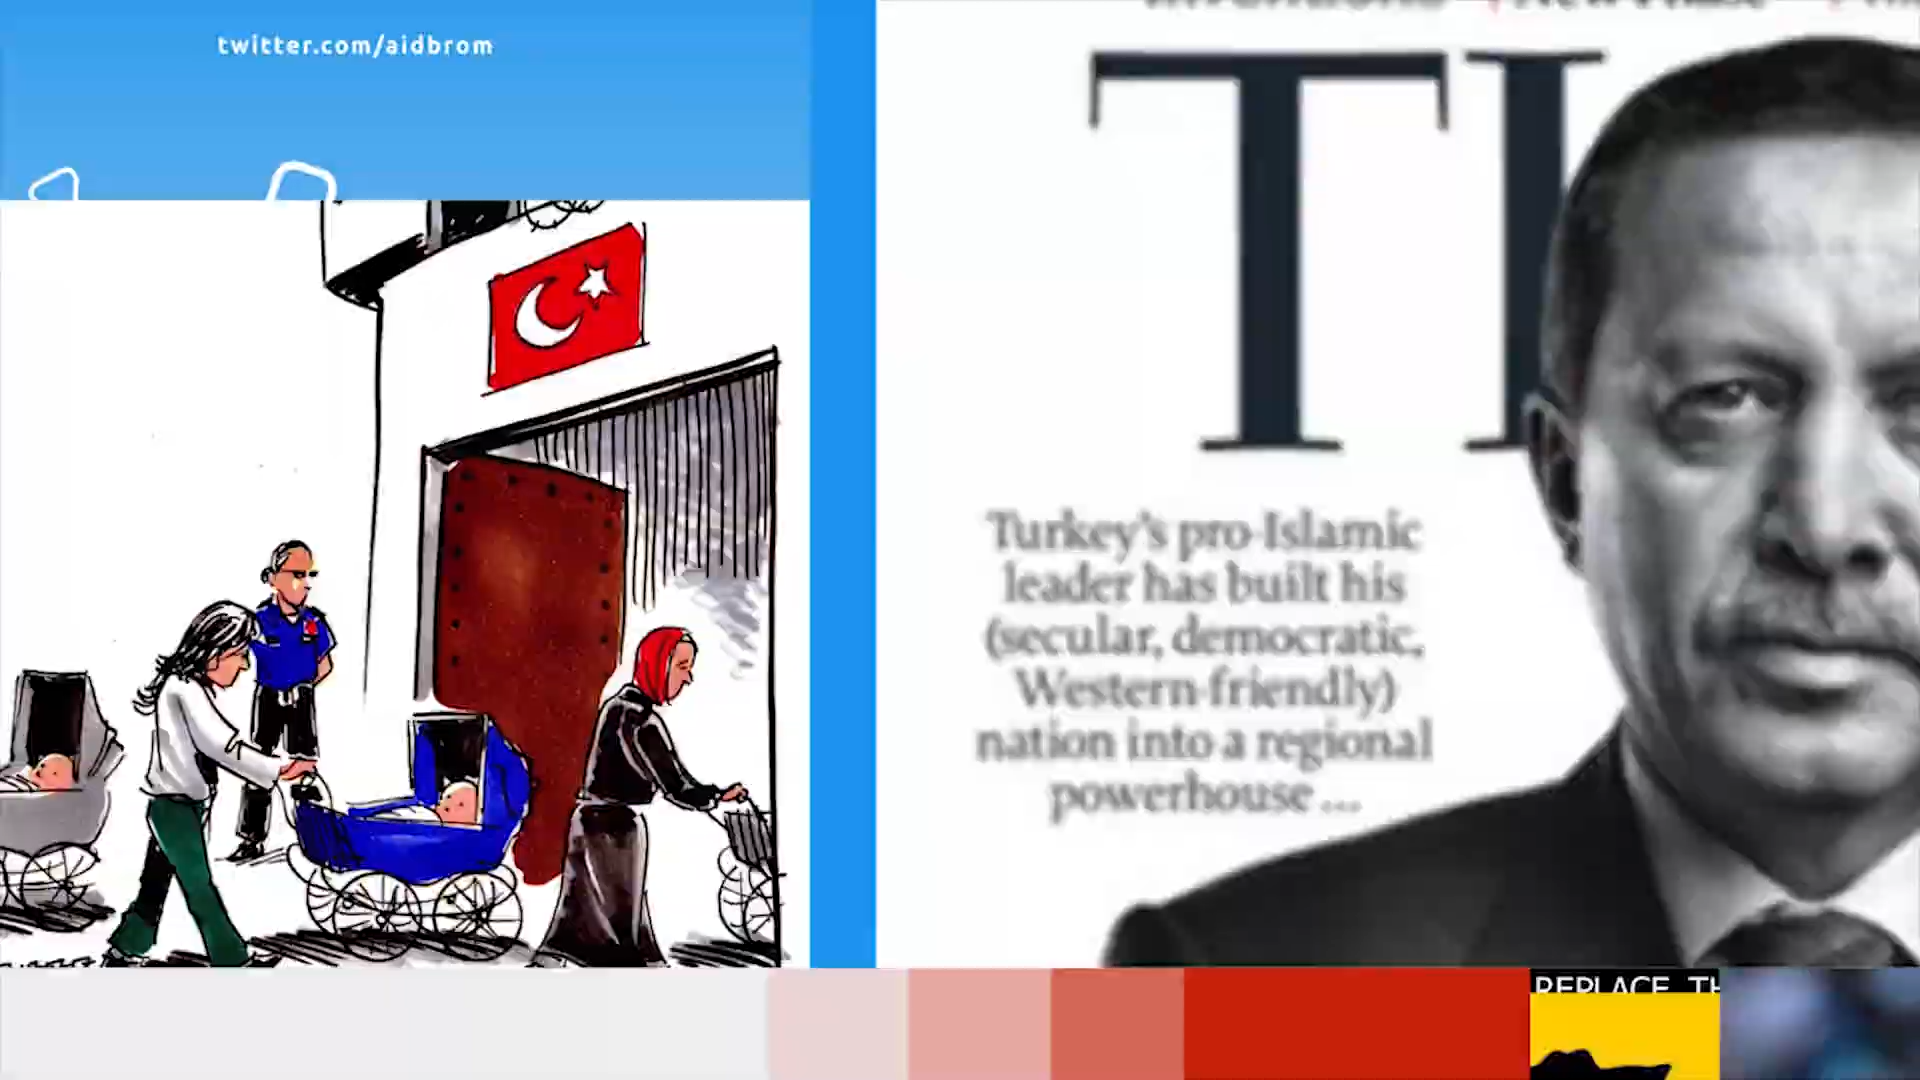 twitter.com/aidbrom
TI
Turkey's pro-Islamic
leader has built his
(secular, democratic,
Western-friendly)
nation into a regional
powerhouse ...
REPLACE TH